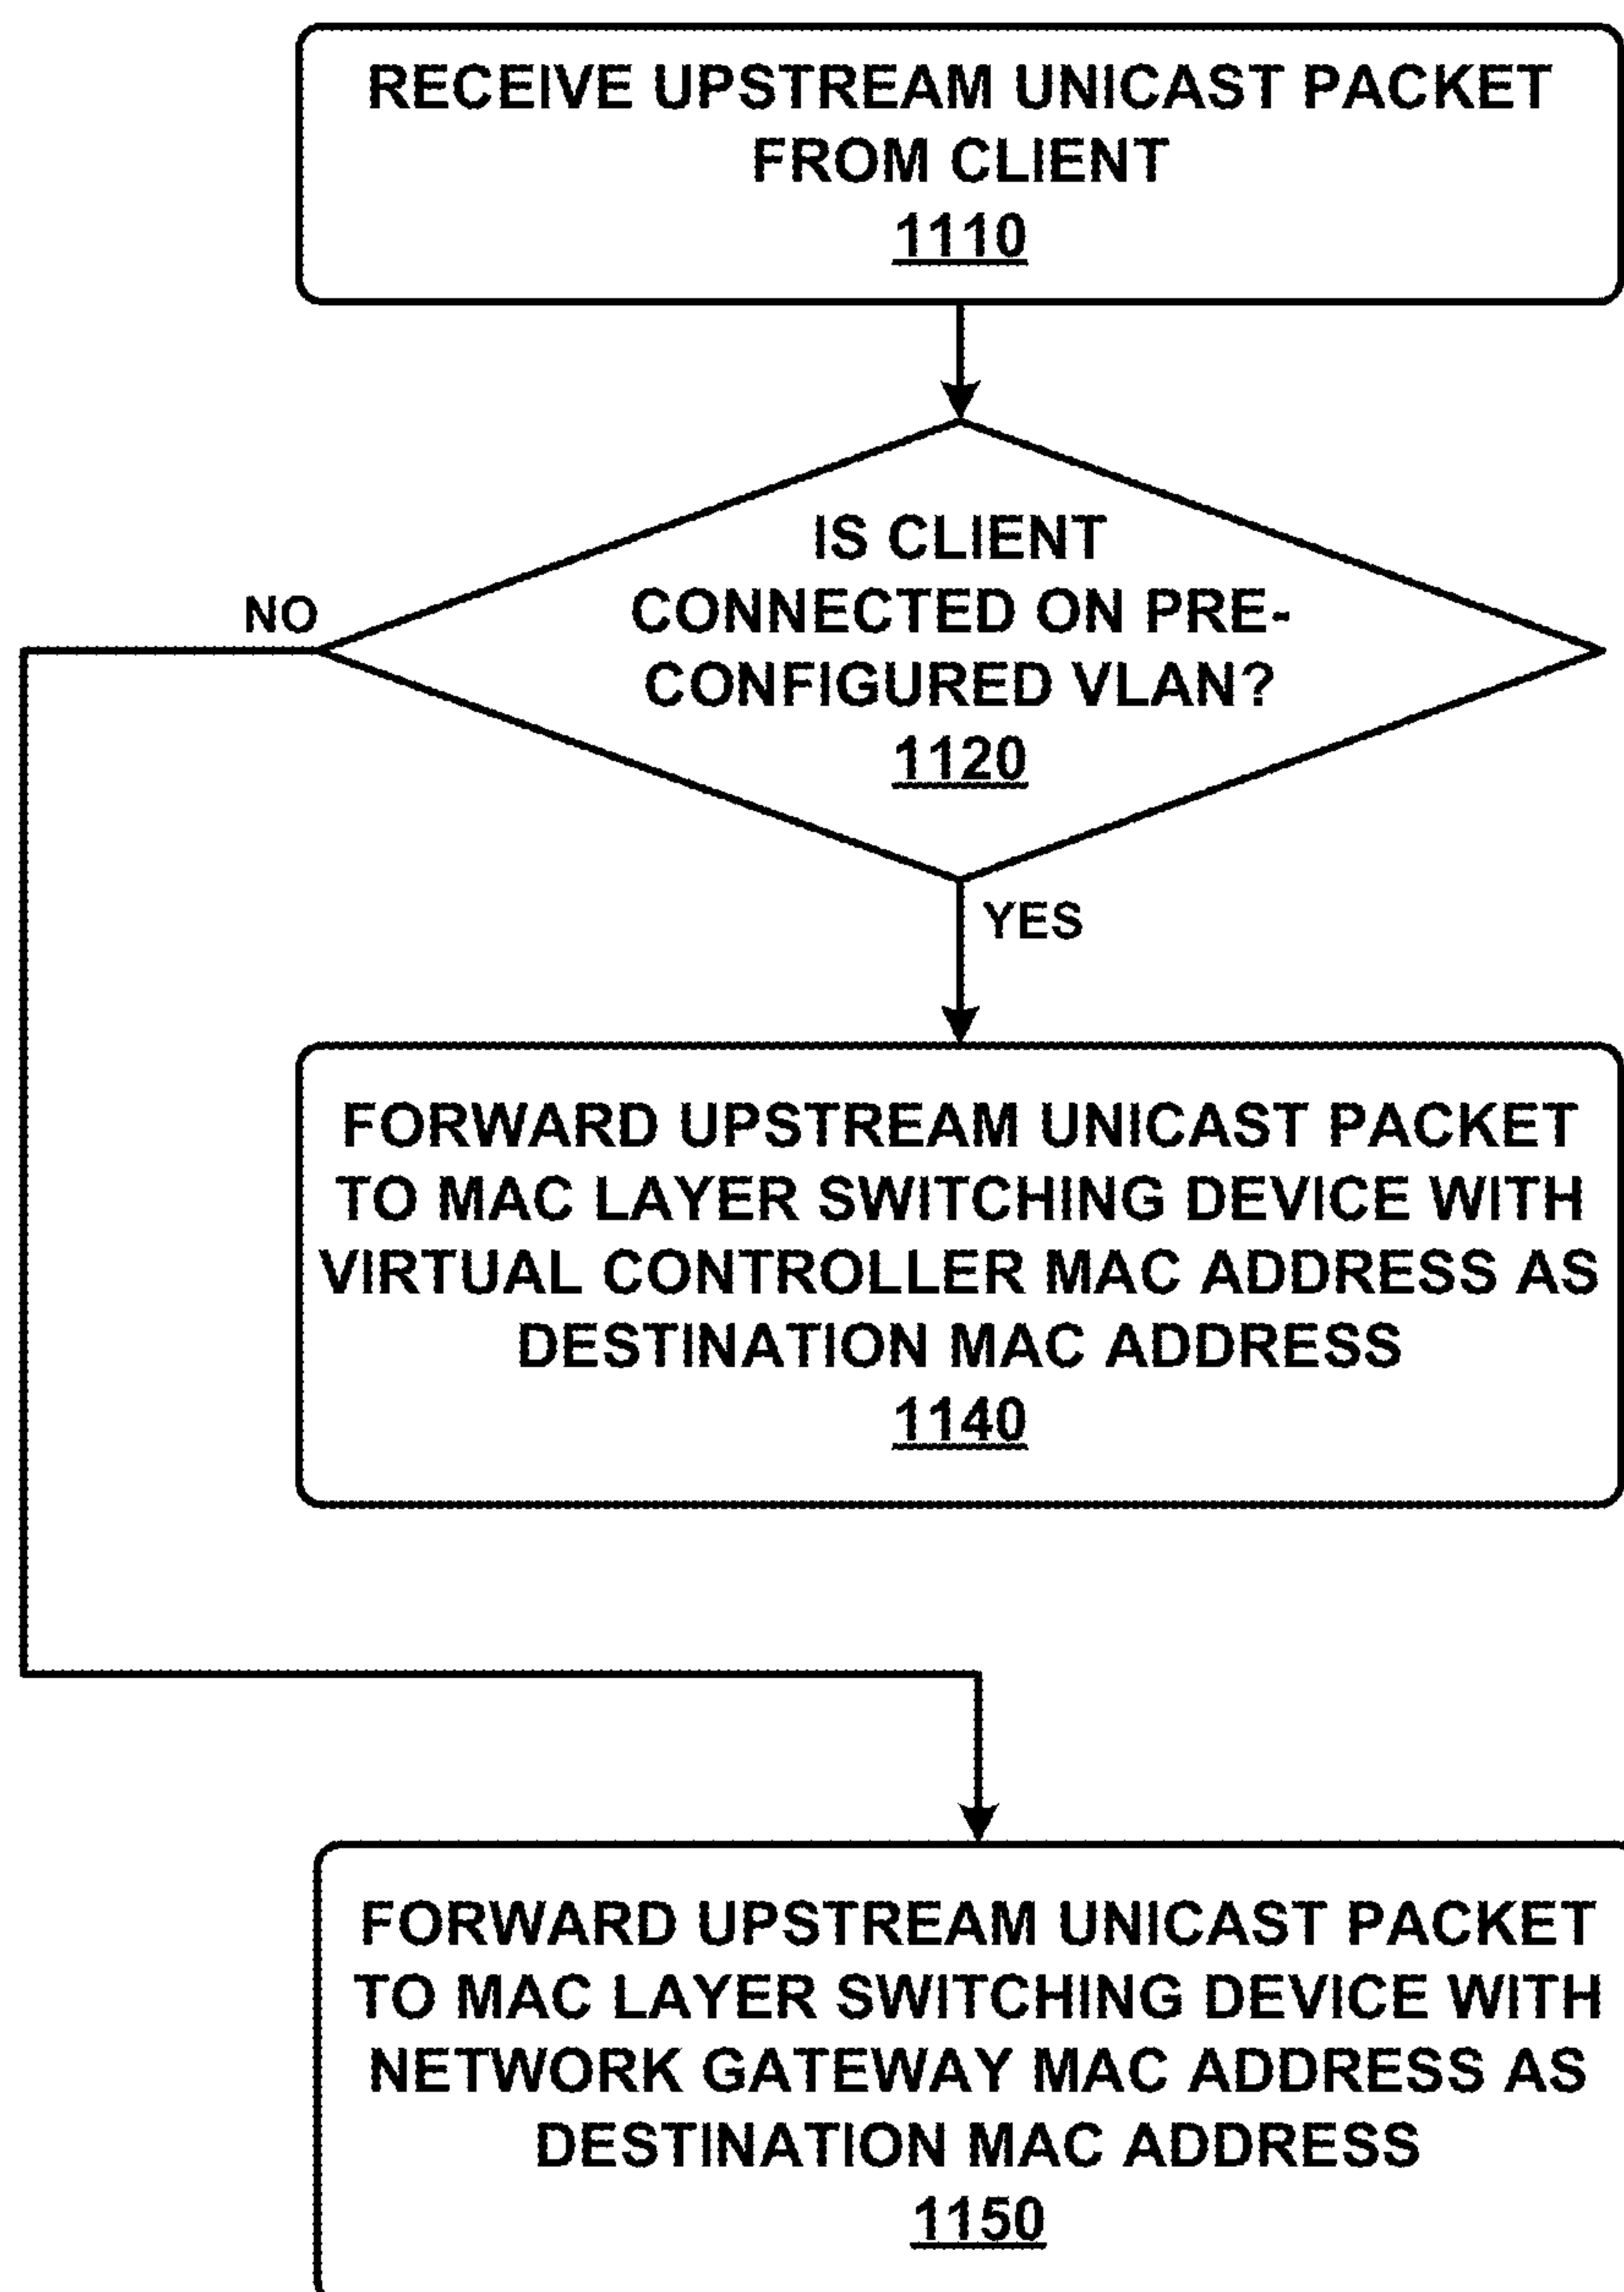 RECEIVE UPSTREAM UNICAST PACKET
FROM CLIENT
1110
IS CLIENT
CONNECTED ON PRE-
CONFIGURED VLAN?
1120
NO
YES
FORWARD UPSTREAM UNICAST PACKET
TO MAC LAYER SWITCHING DEVICE WITH
VIRTUAL CONTROLLER MAC ADDRESS AS
DESTINATION MAC ADDRESS
1140
FORWARD UPSTREAM UNICAST PACKET
TO MAC LAYER SWITCHING DEVICE WITH
NETWORK GATEWAY MAC ADDRESS AS
DESTINATION MAC ADDRESS
1150